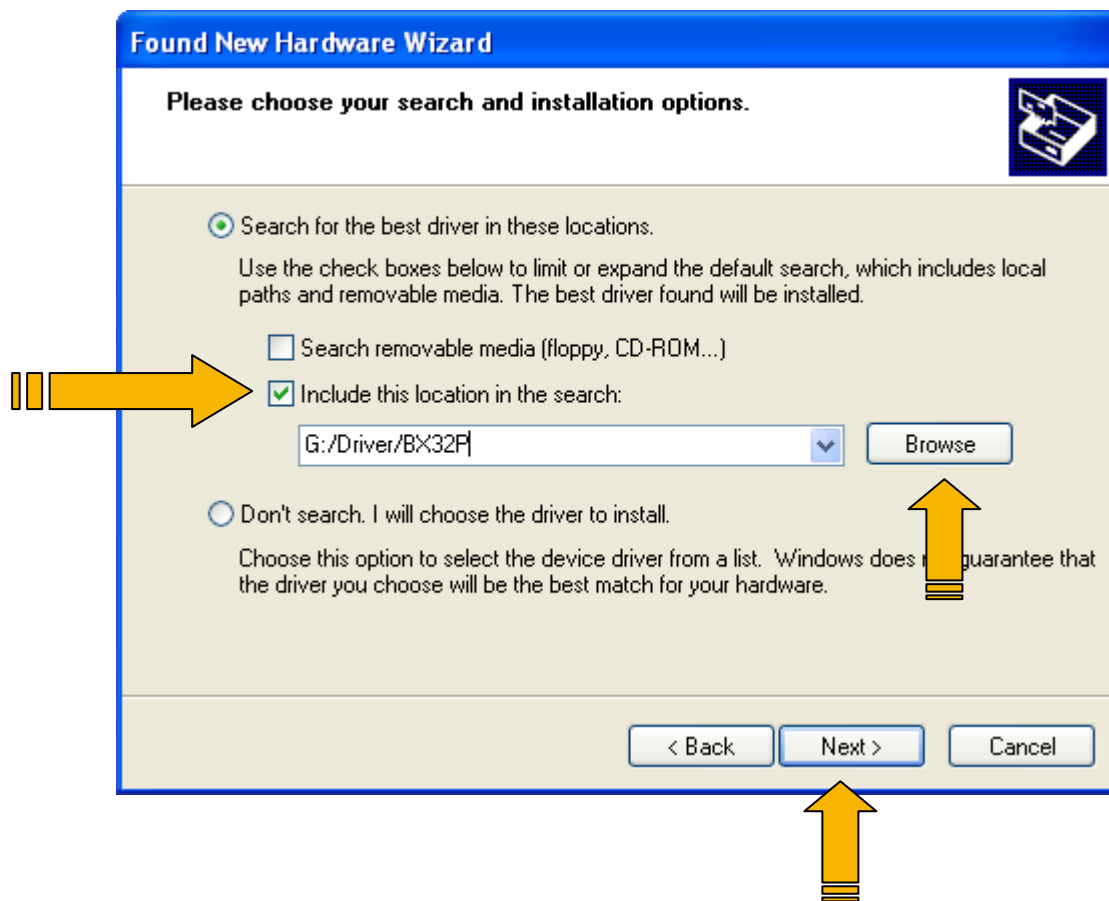 Found New Hardware Wizard
Please choose your search and installation options.
Search for the best driver in these locations.
Use the check boxes below to limit or expand the default search, which includes local
paths and removable media. The best driver found will be installed.
Search removable media (floppy, CD-ROM...)
Include this location in the search:
G:/Driver/BX32P
Browse
Don't search. I will choose the driver to install.
Choose this option to select the device driver from a list. Windows does guarantee that
the driver you choose will be the best match for your hardware.
< Back
Next >
Cancel